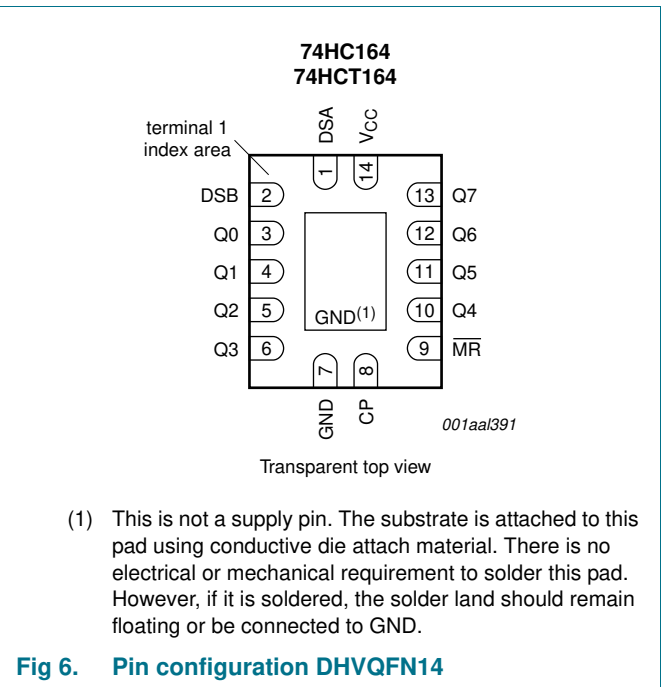 74HC164
74HCT164
terminal 1
index area
DSA
VCC
1
14
DSB 2
13 Q7
Q0 3
12 Q6
Q1 4
11 Q5
Q2 5
10 Q4
GND(1)
Q3 6
9 MR
7
8
GND
CP
001aal391
Transparent top view
(1) This is not a supply pin. The substrate is attached to this
pad using conductive die attach material. There is no
electrical or mechanical requirement to solder this pad.
However, if it is soldered, the solder land should remain
floating or be connected to GND.
Fig 6. Pin configuration DHVQFN14